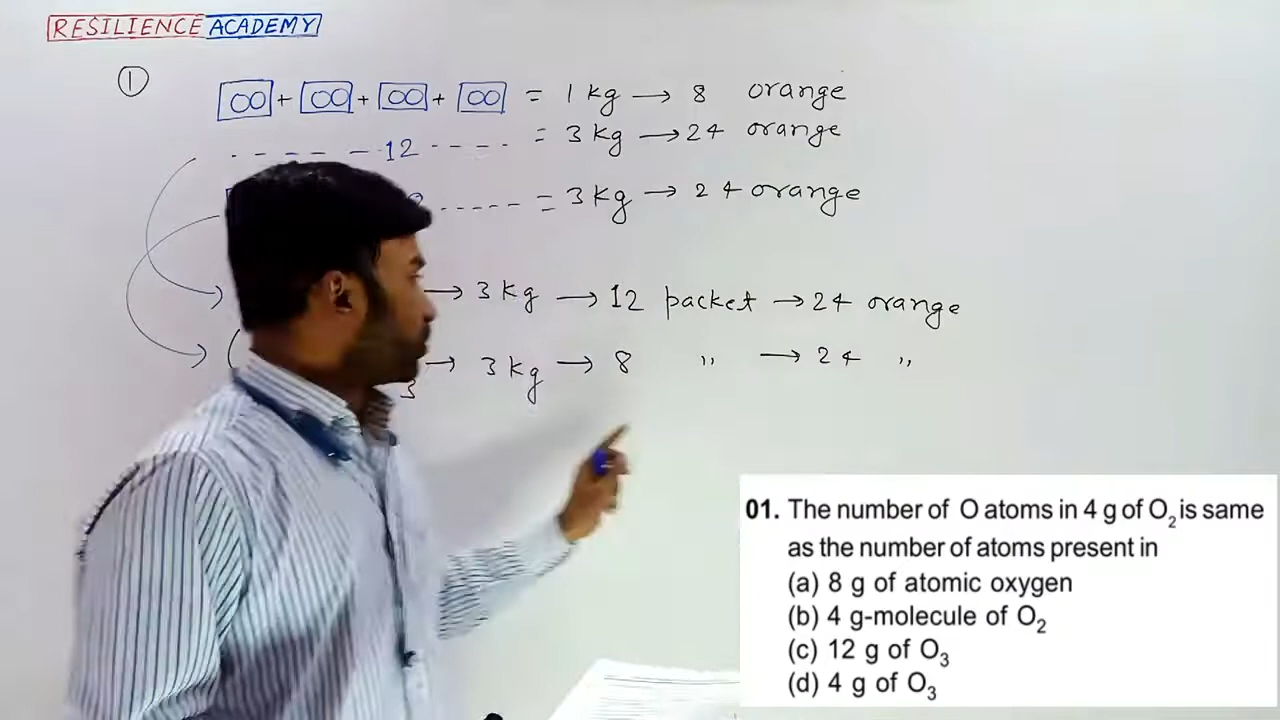 RESILIENCE ACADEMY
①
OO + OO + OO + OO = 1 kg → 8 orange
- - - - - 12 - - - - = 3 kg → 24 orange
- - - - - = 3 kg → 24 orange
→ 3 kg → 12 packet → 24 orange
( 3 → 3 kg → 8 " → 24 "
01. The number of O atoms in 4 g of O₂ is same
as the number of atoms present in
(a) 8 g of atomic oxygen
(b) 4 g-molecule of O₂
(c) 12 g of O₃
(d) 4 g of O₃